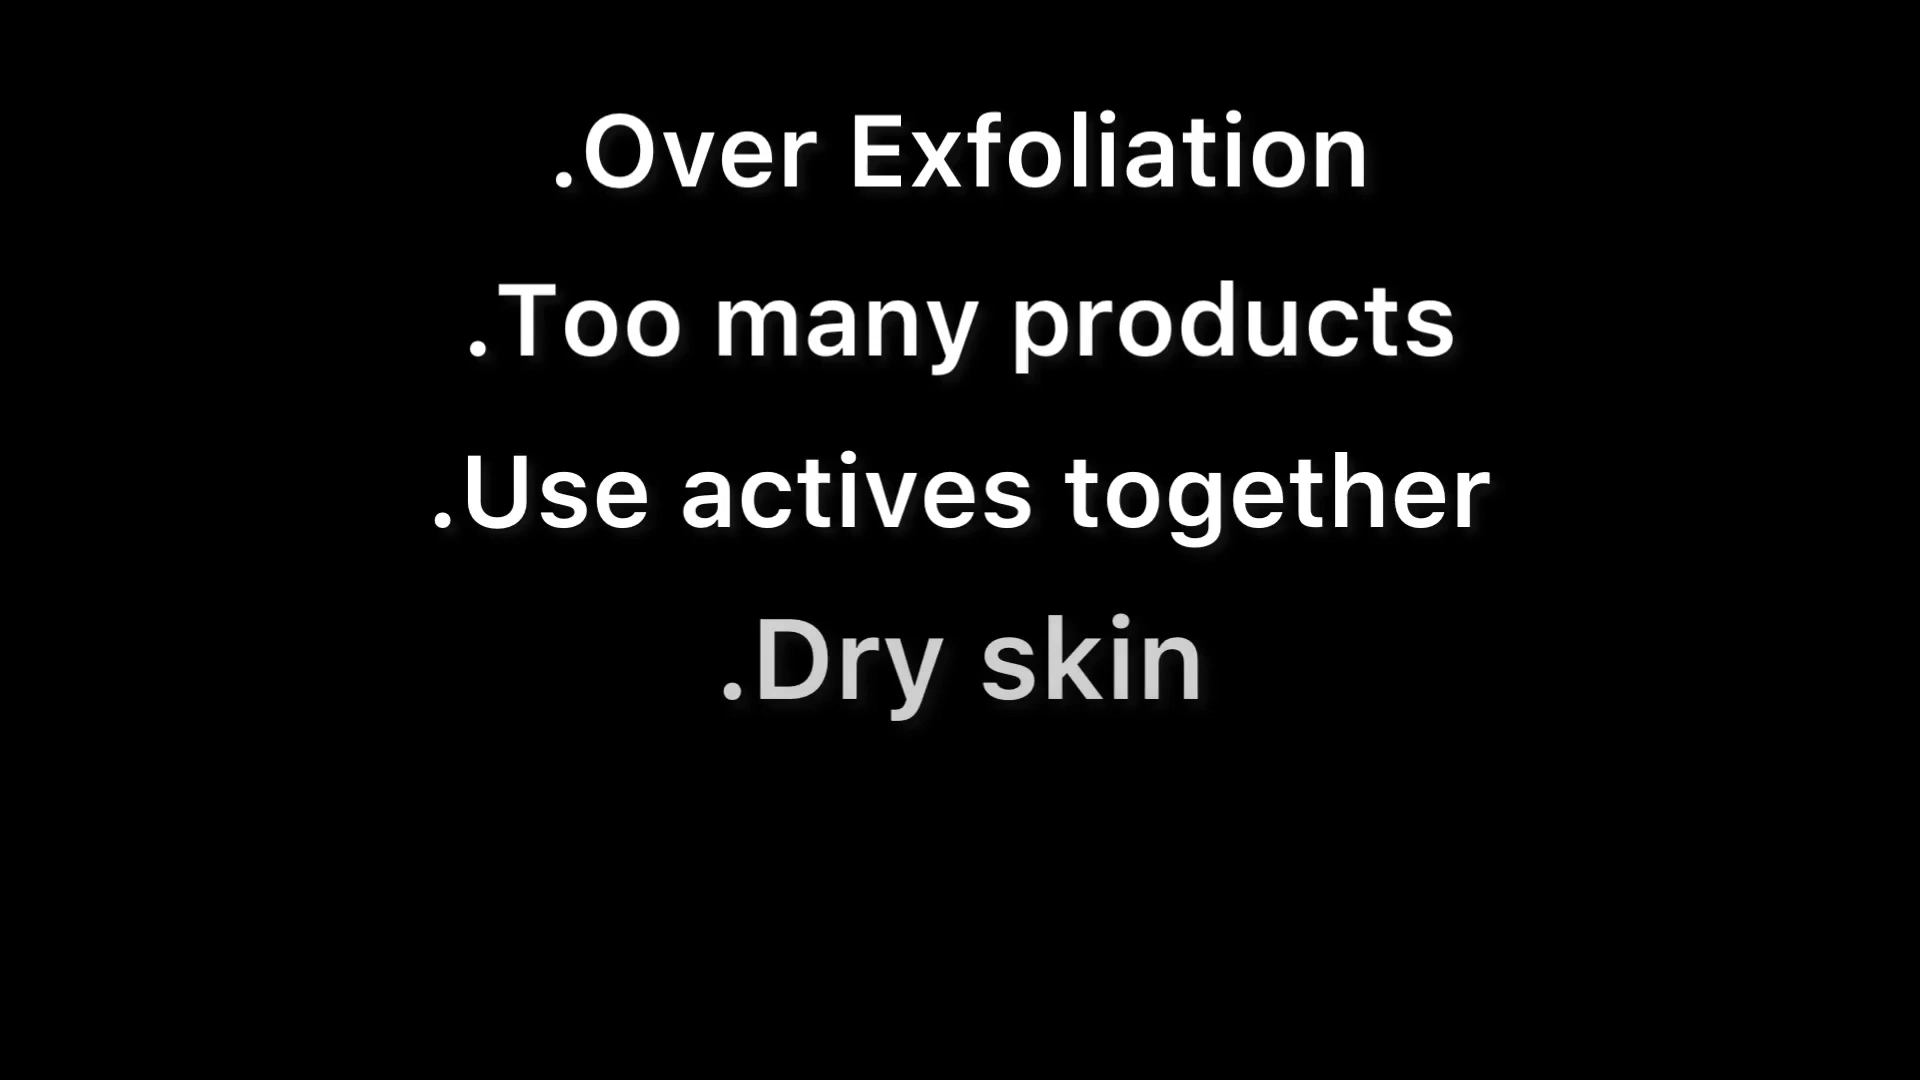 .Over Exfoliation
.Too many products
.Use actives together
.Dry skin